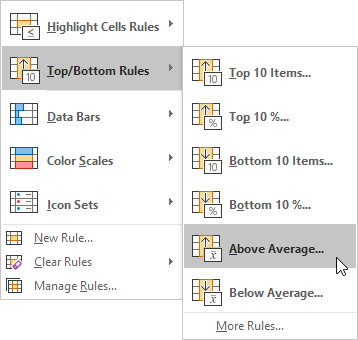 Highlight Cells Rules
Top/Bottom Rules
Data Bars
Color Scales
Icon Sets
New Rule...
Clear Rules
Manage Rules...
Top 10 Items...
Top 10 %...
Bottom 10 Items...
Bottom 10 %...
Above Average...
Below Average...
More Rules...